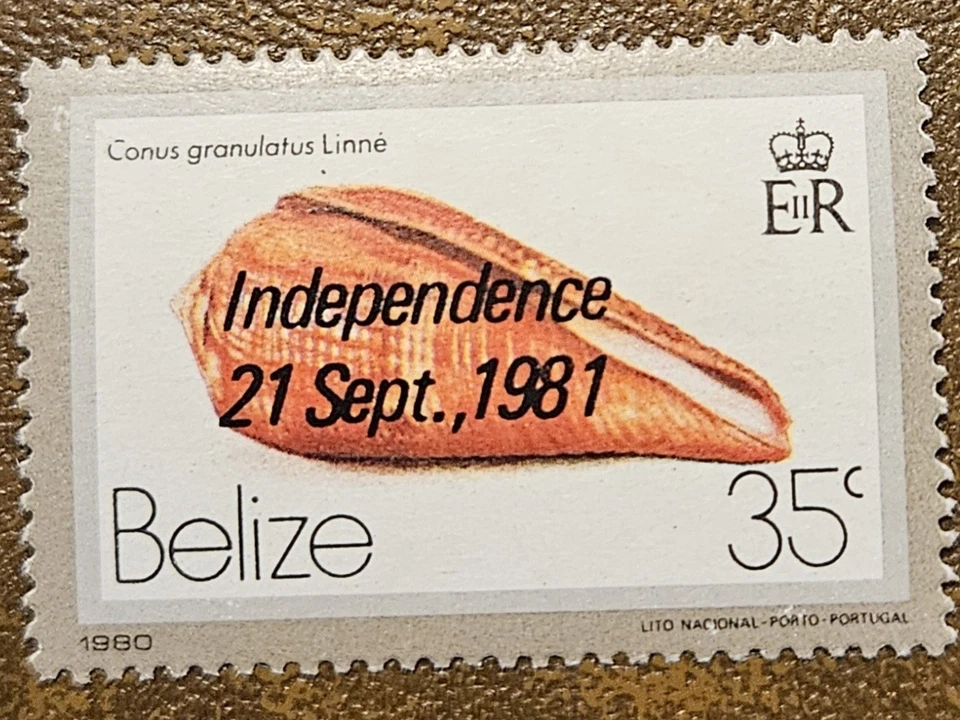 Conus granulatus Linné
EIIR
Independence
21 Sept., 1981
Belize
35c
1980
LITO NACIONAL-PORTO-PORTUGAL